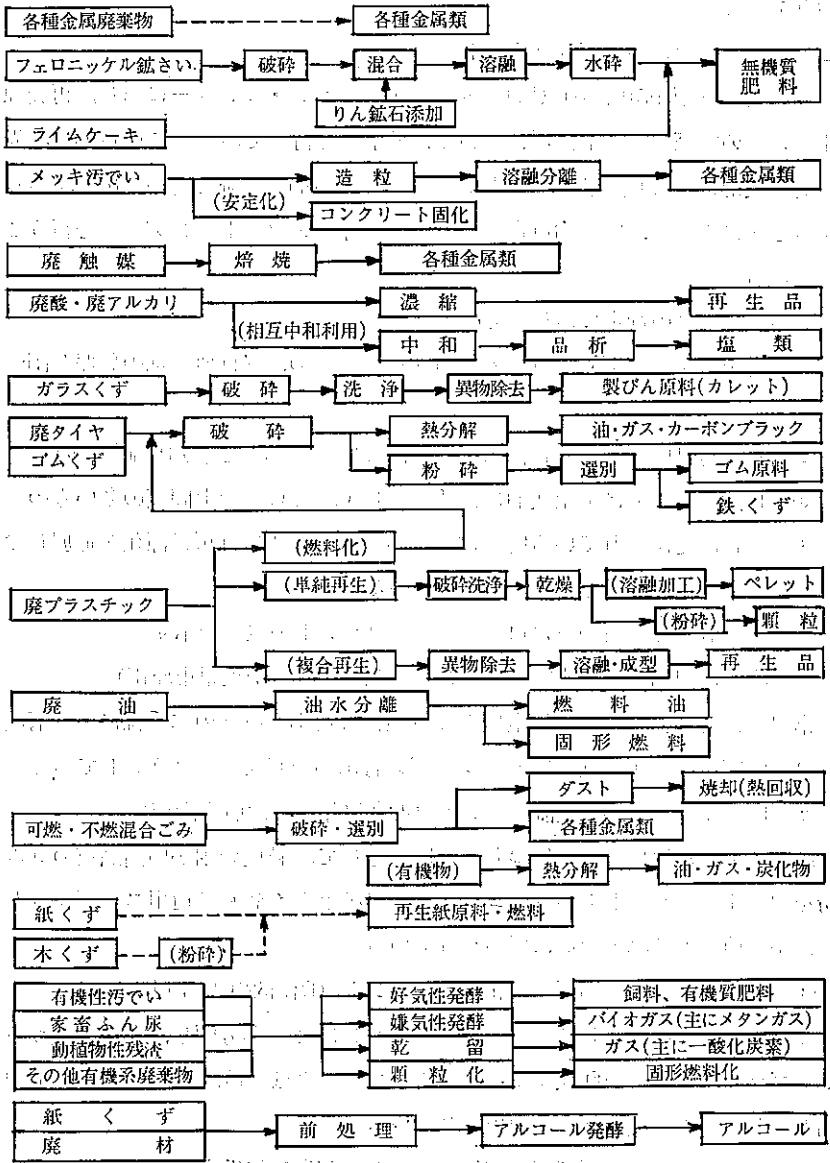 各種金属廃棄物 各種金属類
フェロニッケル鉱さい 破砕 混合 溶融 水砕 無機質
肥料
りん鉱石添加
ライムケーキ
メッキ汚でい 造粒 溶融分離 各種金属類
(安定化) コンクリート固化
廃触媒 焙焼 各種金属類
廃酸・廃アルカリ 濃縮 再生品
(相互中和利用) 中和 品析 塩類
ガラスくず 破砕 洗浄 異物除去 製びん原料(カレット)
廃タイヤ 破砕 熱分解 油・ガス・カーボンブラック
ゴムくず 粉砕 選別 ゴム原料
鉄くず
(燃料化)
(単純再生) 破砕洗浄 乾燥 (溶融加工) ペレット
廃プラスチック
(粉砕) 顆粒
(複合再生) 異物除去 溶融・成型 再生品
廃油 油水分離 燃料油
固形燃料
ダスト 焼却(熱回収)
可燃・不燃混合ごみ 破砕・選別 各種金属類
(有機物) 熱分解 油・ガス・炭化物
紙くず 再生紙原料・燃料
木くず (粉砕)
有機性汚でい 好気性発酵 飼料、有機質肥料
家畜ふん尿 嫌気性発酵 バイオガス(主にメタンガス)
動植物性残渣 乾留 ガス(主に一酸化炭素)
その他有機系廃棄物 顆粒化 固形燃料化
紙くず 前処理 アルコール発酵 アルコール
廃材